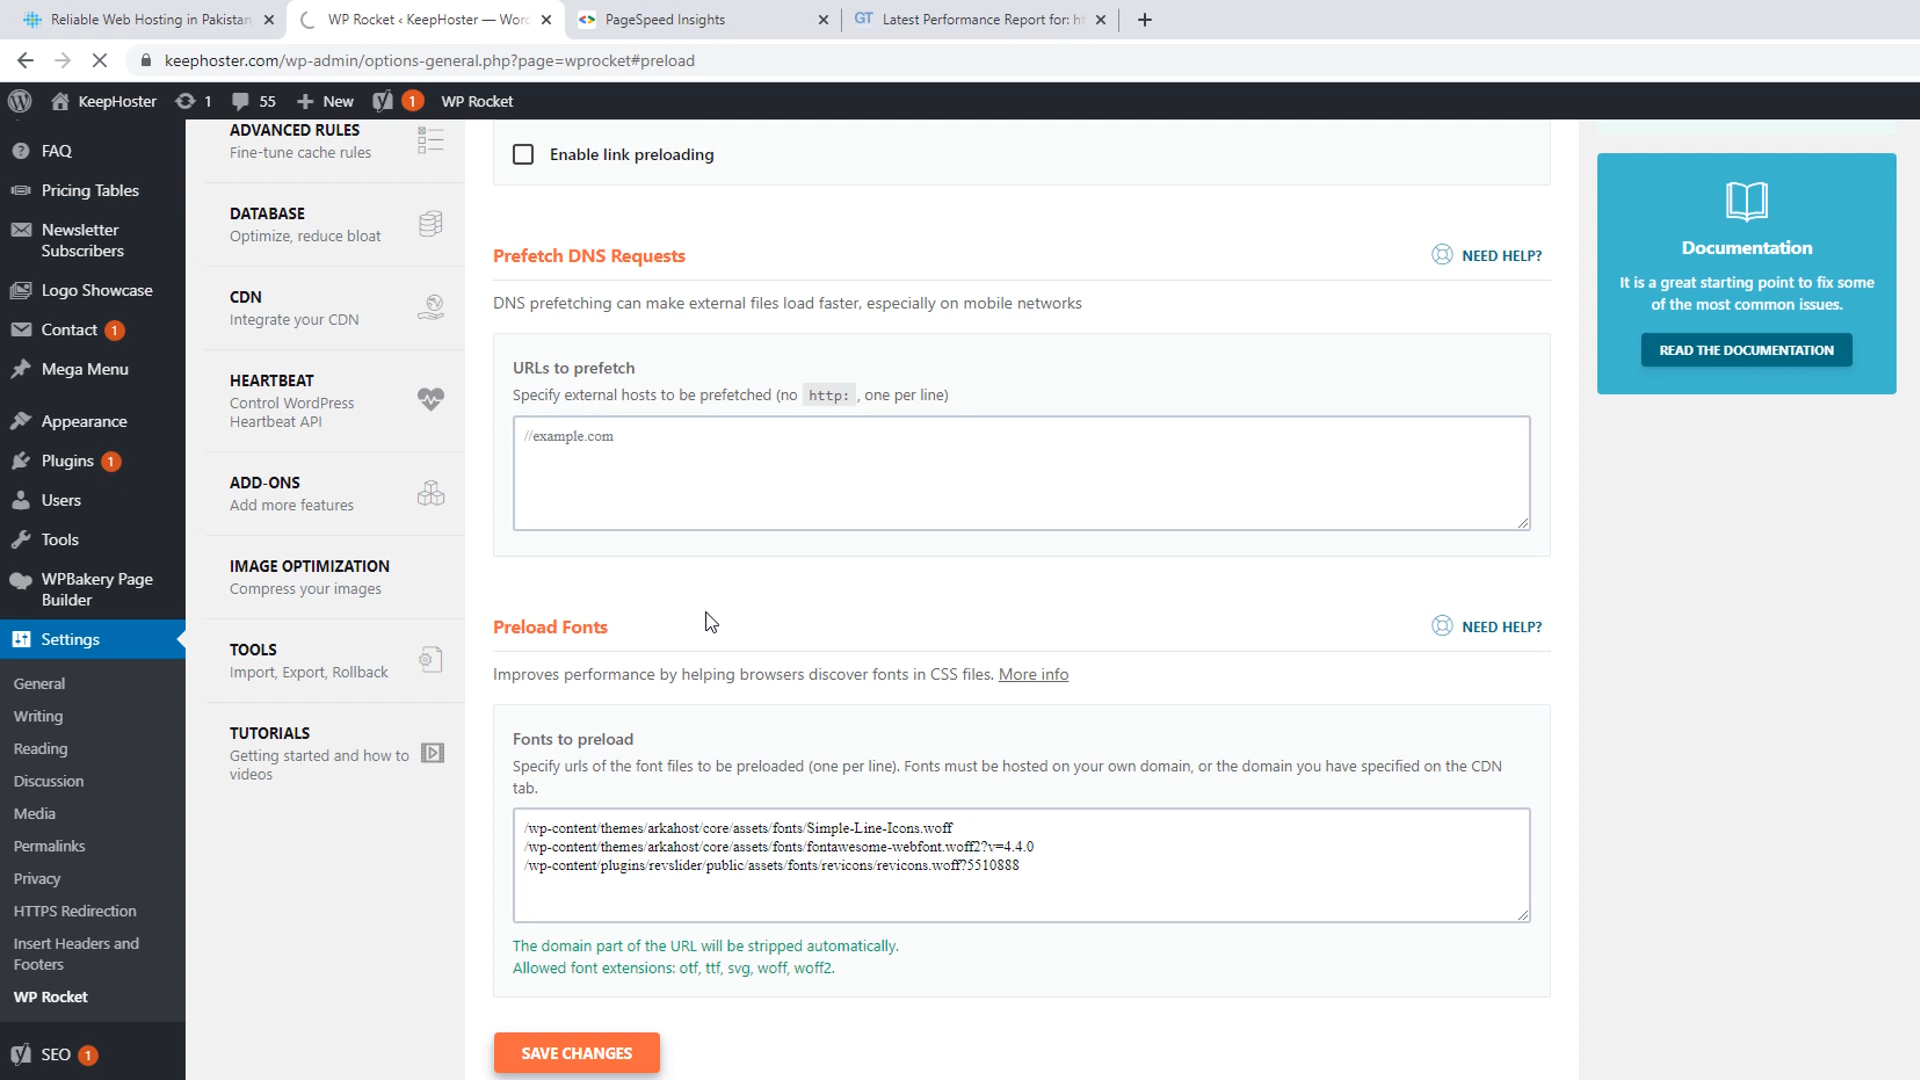 Reliable Web Hosting in Pakistan
WP Rocket ‹ KeepHoster — Wor
PageSpeed Insights
GT Latest Performance Report for: ht
keephoster.com/wp-admin/options-general.php?page=wprocket#preload
KeepHoster 1 55 New 1 WP Rocket
FAQ
Pricing Tables
Newsletter
Subscribers
Logo Showcase
Contact 1
Mega Menu
Appearance
Plugins 1
Users
Tools
WPBakery Page
Builder
Settings
General
Writing
Reading
Discussion
Media
Permalinks
Privacy
HTTPS Redirection
Insert Headers and
Footers
WP Rocket
SEO 1
ADVANCED RULES
Fine-tune cache rules
DATABASE
Optimize, reduce bloat
CDN
Integrate your CDN
HEARTBEAT
Control WordPress
Heartbeat API
ADD-ONS
Add more features
IMAGE OPTIMIZATION
Compress your images
TOOLS
Import, Export, Rollback
TUTORIALS
Getting started and how to
videos
Enable link preloading
Prefetch DNS Requests
NEED HELP?
DNS prefetching can make external files load faster, especially on mobile networks
URLs to prefetch
Specify external hosts to be prefetched (no http: , one per line)
//example.com
Preload Fonts
NEED HELP?
Improves performance by helping browsers discover fonts in CSS files. More info
Fonts to preload
Specify urls of the font files to be preloaded (one per line). Fonts must be hosted on your own domain, or the domain you have specified on the CDN
tab.
/wp-content/themes/arkahost/core/assets/fonts/Simple-Line-Icons.woff
/wp-content/themes/arkahost/core/assets/fonts/fontawesome-webfont.woff2?v=4.4.0
/wp-content/plugins/revslider/public/assets/fonts/revicons/revicons.woff?5510888
The domain part of the URL will be stripped automatically.
Allowed font extensions: otf, ttf, svg, woff, woff2.
SAVE CHANGES
Documentation
It is a great starting point to fix some
of the most common issues.
READ THE DOCUMENTATION